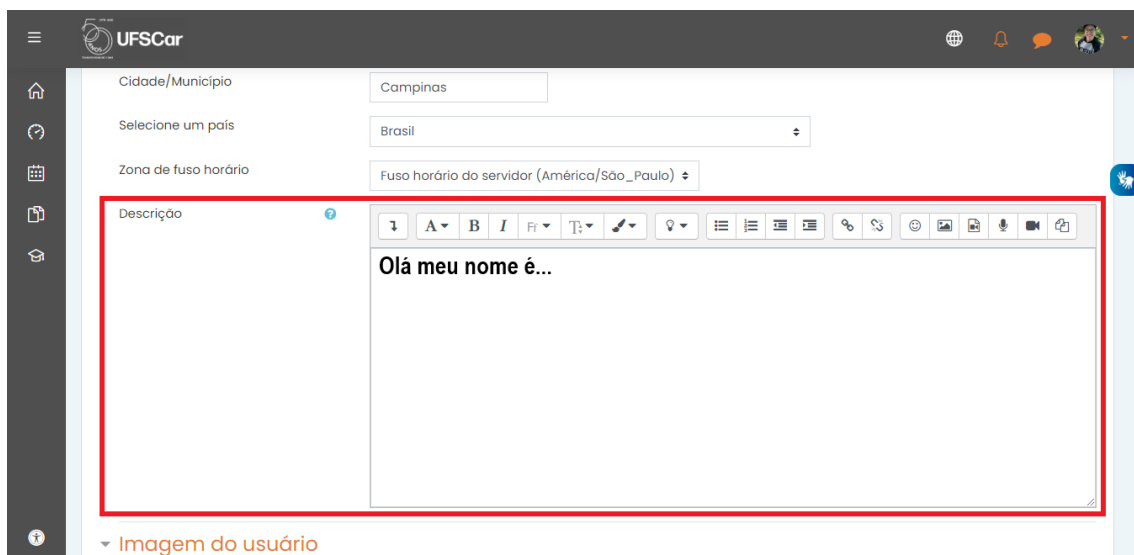 UFSCar
Cidade/Município
Campinas
Selecione um país
Brasil
Zona de fuso horário
Fuso horário do servidor (América/São_Paulo)
Descrição
Olá meu nome é...
Imagem do usuário